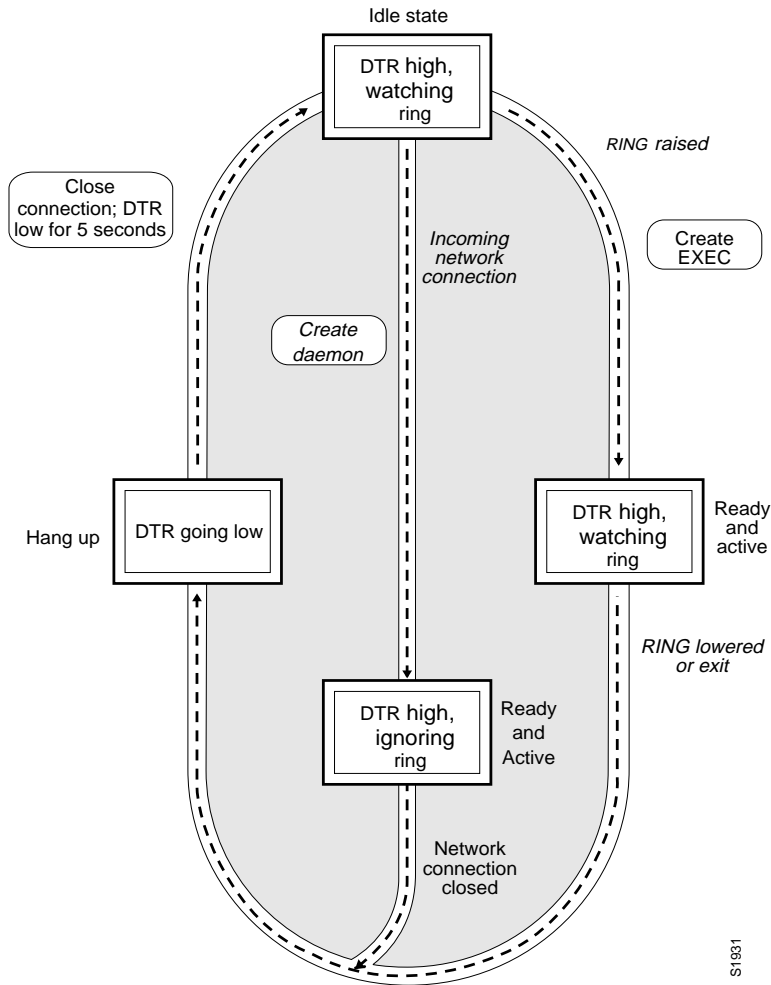 Idle state
DTR high,
watching
ring
RING raised
Close
connection; DTR
low for 5 seconds
Incoming
network
connection
Create
EXEC
Create
daemon
Hang up
DTR going low
DTR high,
watching
ring
Ready
and
active
RING lowered
or exit
DTR high,
ignoring
ring
Ready
and
Active
Network
connection
closed
S1931